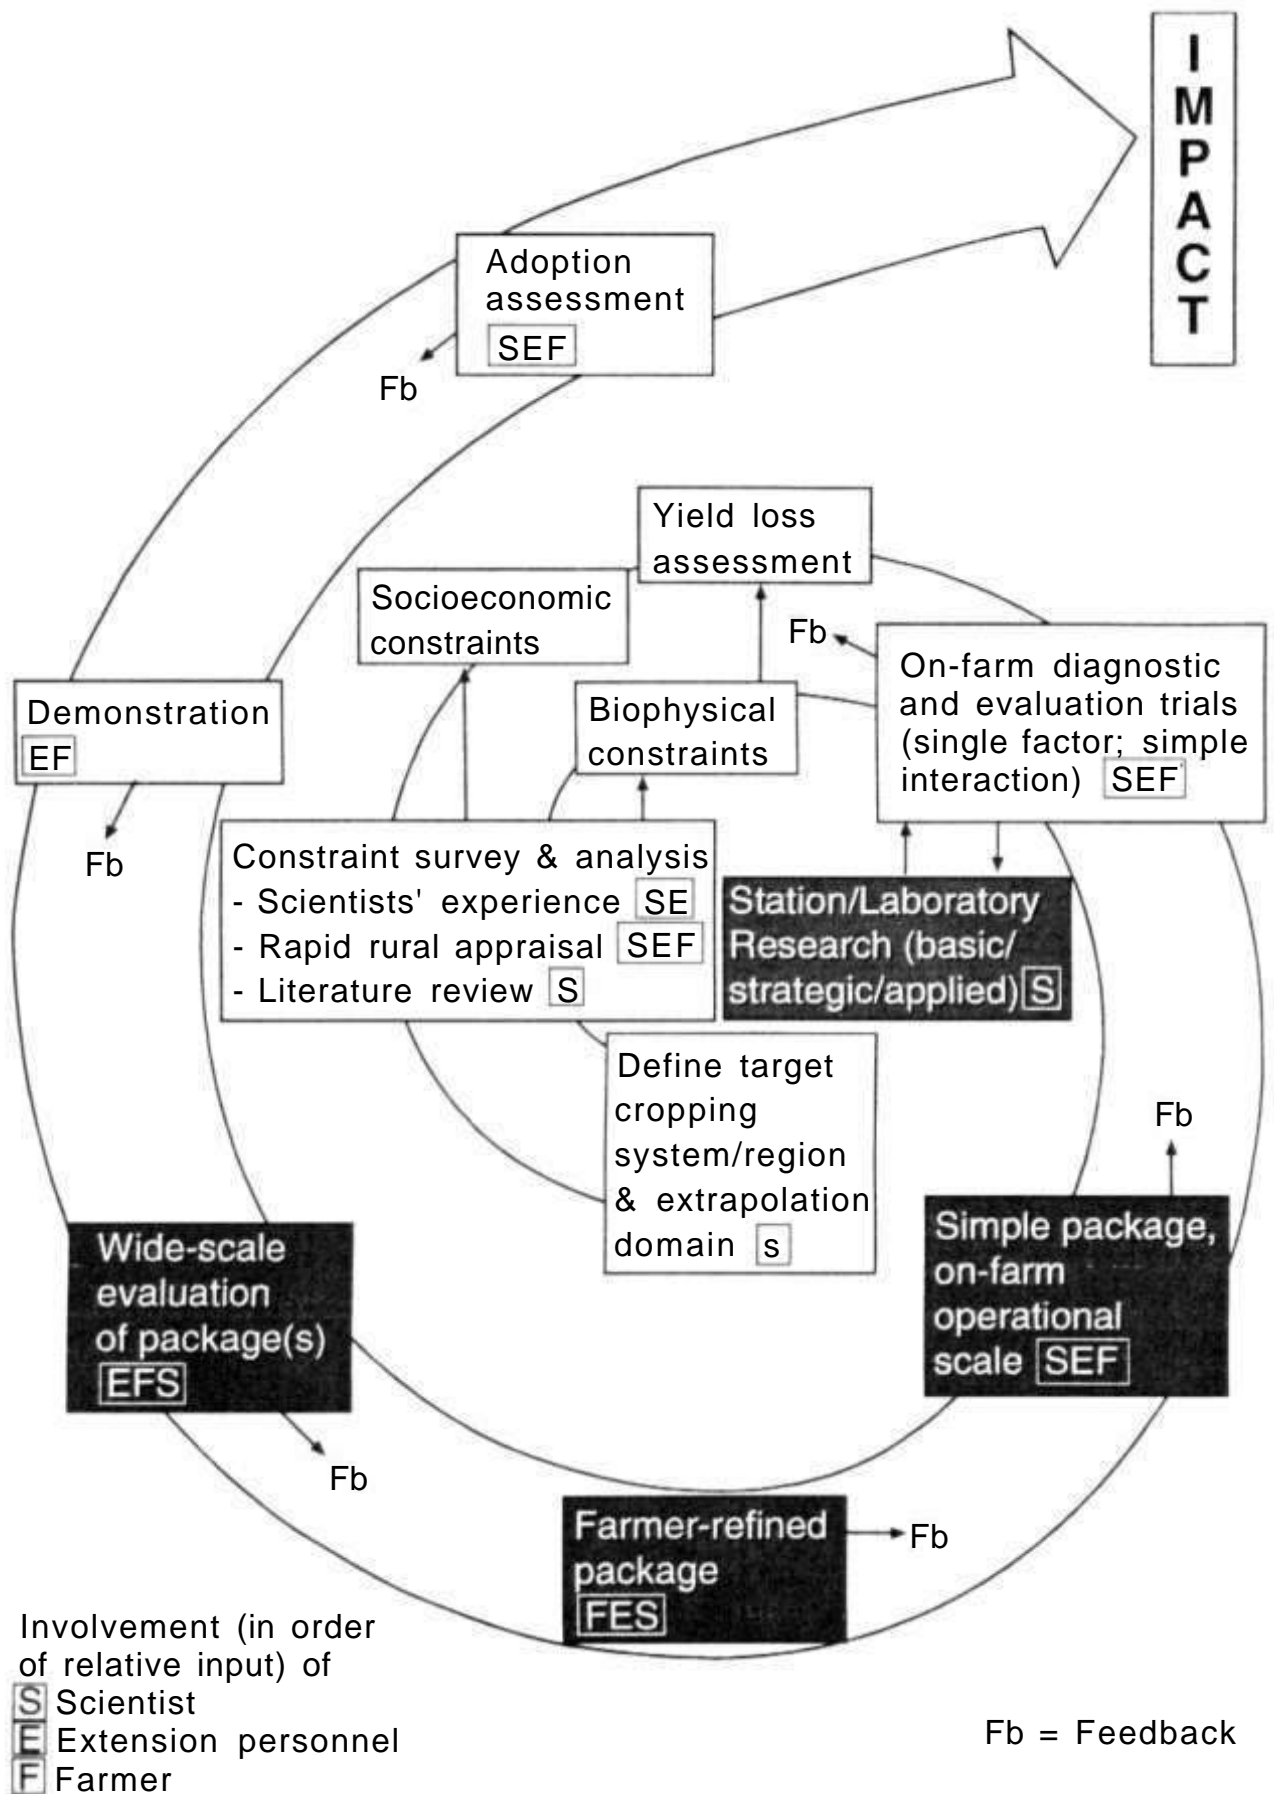 I
M
P
A
C
T
Adoption
assessment
SEF
Fb
Yield loss
assessment
Socioeconomic
constraints
Fb
On-farm diagnostic
and evaluation trials
(single factor; simple
interaction) SEF
Biophysical
constraints
Demonstration
EF
Fb
Constraint survey & analysis
- Scientists' experience SE
- Rapid rural appraisal SEF
- Literature review S
Station/Laboratory
Research (basic/
strategic/applied) S
Define target
cropping
system/region
& extrapolation
domain s
Fb
Simple package,
on-farm
operational
scale SEF
Wide-scale
evaluation
of package(s)
EFS
Fb
Farmer-refined
package
FES
Fb
Involvement (in order
of relative input) of
S Scientist
E Extension personnel
F Farmer
Fb = Feedback